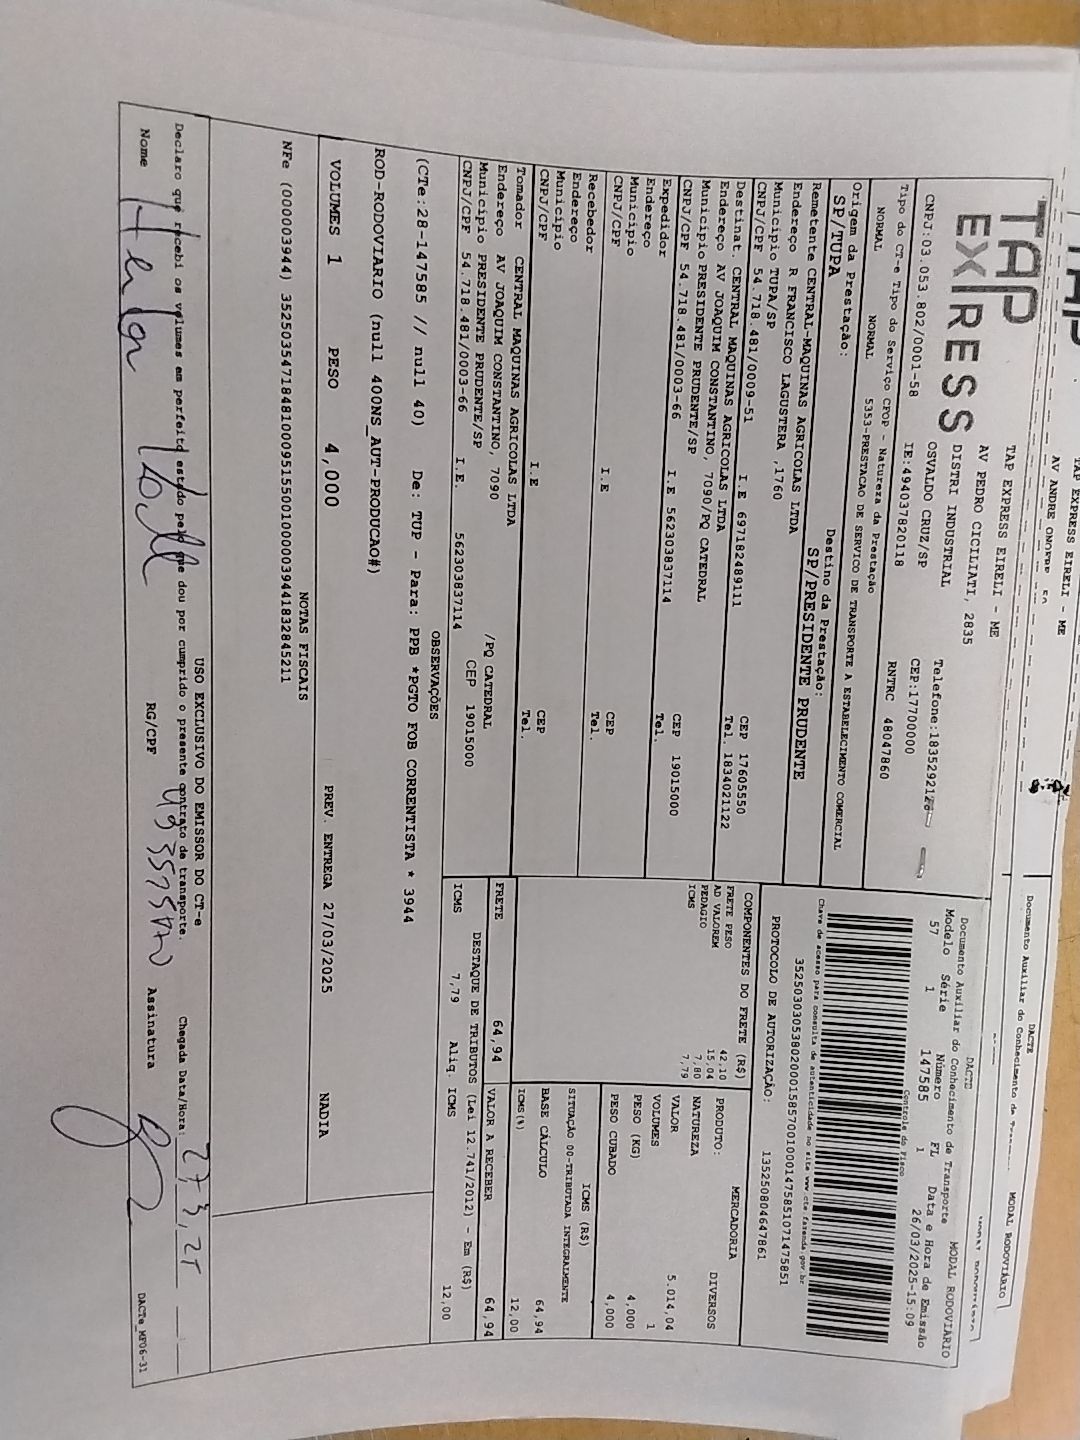 TAP EXPRESS EIRELI - ME
TAP
EXPRESS
TAP EXPRESS EIRELI - ME
AV PEDRO CICILIATI, 2835
DISTRI INDUSTRIAL
OSVALDO CRUZ/SP
Telefone:
CEP:17700000
CNPJ:03.053.802/0001-58
IE:494037820118
RNTRC 48047860
Tipo do CT-e Tipo do Serviço CFOP - Natureza da Prestação
NORMAL NORMAL 5353-PRESTACAO DE SERVICO DE TRANSPORTE A ESTABELECIMENTO COMERCIAL
Origem da Prestação:
SP/TUPA
Destino da Prestação:
SP/PRESIDENTE PRUDENTE
Remetente CENTRAL-MAQUINAS AGRICOLAS LTDA
Endereço R FRANCISCO LAGUSTERA ,1760
Município TUPA/SP CEP 17605550
CNPJ/CPF 54.718.481/0009-51 I.E 697182489111 Tel. 1834021122
Destinat. CENTRAL MAQUINAS AGRICOLAS LTDA
Endereço AV JOAQUIM CONSTANTINO, 7090/PQ CATEDRAL
Município PRESIDENTE PRUDENTE/SP CEP 19015000
CNPJ/CPF 54.718.481/0003-66 I.E 562303837114 Tel.
Expedidor
Endereço
Município CEP
CNPJ/CPF I.E Tel.
Recebedor
Endereço
Município CEP
CNPJ/CPF I.E Tel.
Tomador CENTRAL MAQUINAS AGRICOLAS LTDA
Endereço AV JOAQUIM CONSTANTINO, 7090 /PQ CATEDRAL
Município PRESIDENTE PRUDENTE/SP CEP 19015000
CNPJ/CPF 54.718.481/0003-66 I.E. 562303837114
DACTE
Documento Auxiliar do Conhecimento de Transporte
MODAL RODOVIÁRIO
Modelo Série Número FL Data e Hora de Emissão
57 1 147585 1 26/03/2025-15:09
Controle do Fisco
Chave de acesso para consulta de autenticidade no site www.cte.fazenda.gov.br
35250303053802000158570010001475851071475851
PROTOCOLO DE AUTORIZAÇÃO: 135250804647861
COMPONENTES DO FRETE (R$)
FRETE PESO 42,10
AD VALOREM 15,04
PEDAGIO 7,80
ICMS 7,79
MERCADORIA
PRODUTO: DIVERSOS
NATUREZA
VALOR 5.014,04
VOLUMES 1
PESO (KG) 4,000
PESO CUBADO 4,000
ICMS (R$)
SITUAÇÃO 00-TRIBUTADA INTEGRALMENTE
BASE CÁLCULO 64,94
ICMS(%) 12,00
FRETE 64,94
VALOR A RECEBER 64,94
DESTAQUE DE TRIBUTOS (Lei 12.741/2012) - Em (R$)
ICMS 7,79 Aliq. ICMS 12,00
OBSERVAÇÕES
(CTe:28-147585 // null 40) De: TUP - Para: PPB *PGTO FOB CORRENTISTA * 3944
ROD-RODOVIARIO (null 400NS_AUT-PRODUCAO#)
VOLUMES 1 PESO 4,000 PREV. ENTREGA 27/03/2025 NADIA
NOTAS FISCAIS
NFe (000003944) 35250354718481000951550010000039441832845211
USO EXCLUSIVO DO EMISSOR DO CT-e
Declaro que recebi os volumes em perfeito estado pelo que dou por cumprido o presente contrato de transporte. Chegada Data/Hora:
Nome RG/CPF Assinatura
DACTe_MF06-31